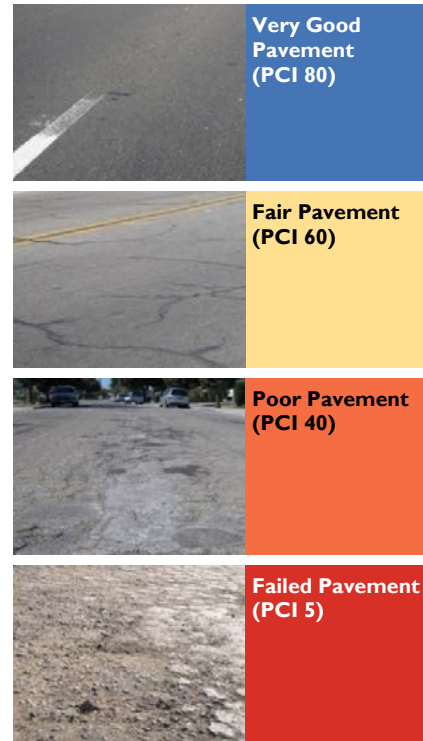 Very Good
Pavement
(PCI 80)
Fair Pavement
(PCI 60)
Poor Pavement
(PCI 40)
Failed Pavement
(PCI 5)